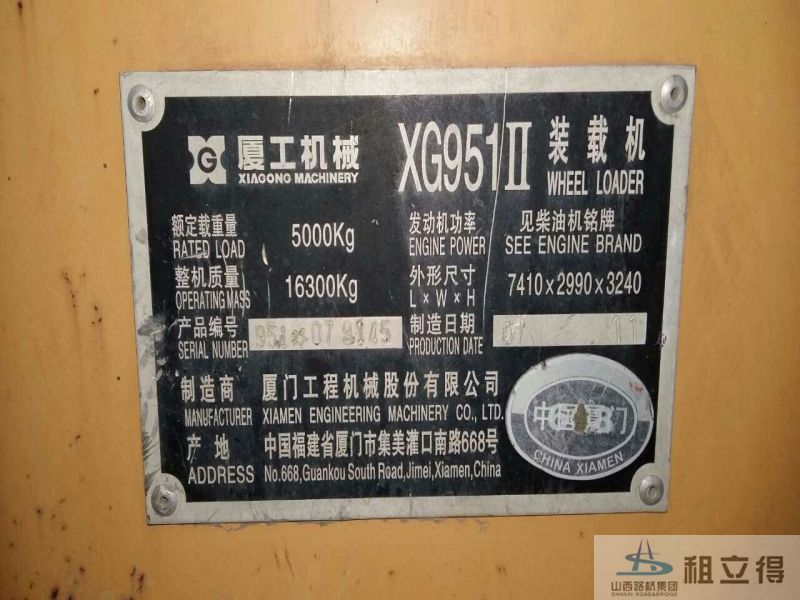 G 厦工机械 XG951Ⅱ 装载机
XIAGONG MACHINERY WHEEL LOADER
额定载重量 5000Kg 发动机功率 见柴油机铭牌
RATED LOAD ENGINE POWER SEE ENGINE BRAND
整机质量 16300Kg 外形尺寸 7410×2990×3240
OPERATING MASS L×W×H
产品编号 制造日期 11
SERIAL NUMBER PRODUCTION DATE
制造商 厦门工程机械股份有限公司
MANUFACTURER XIAMEN ENGINEERING MACHINERY CO., LTD.
产地 中国福建省厦门市集美灌口南路668号
ADDRESS No.668,Guankou South Road,Jimei,Xiamen,China
CHINA XIAMEN
山西路桥集团 租立得
SHANXI ROAD&BRIDGE